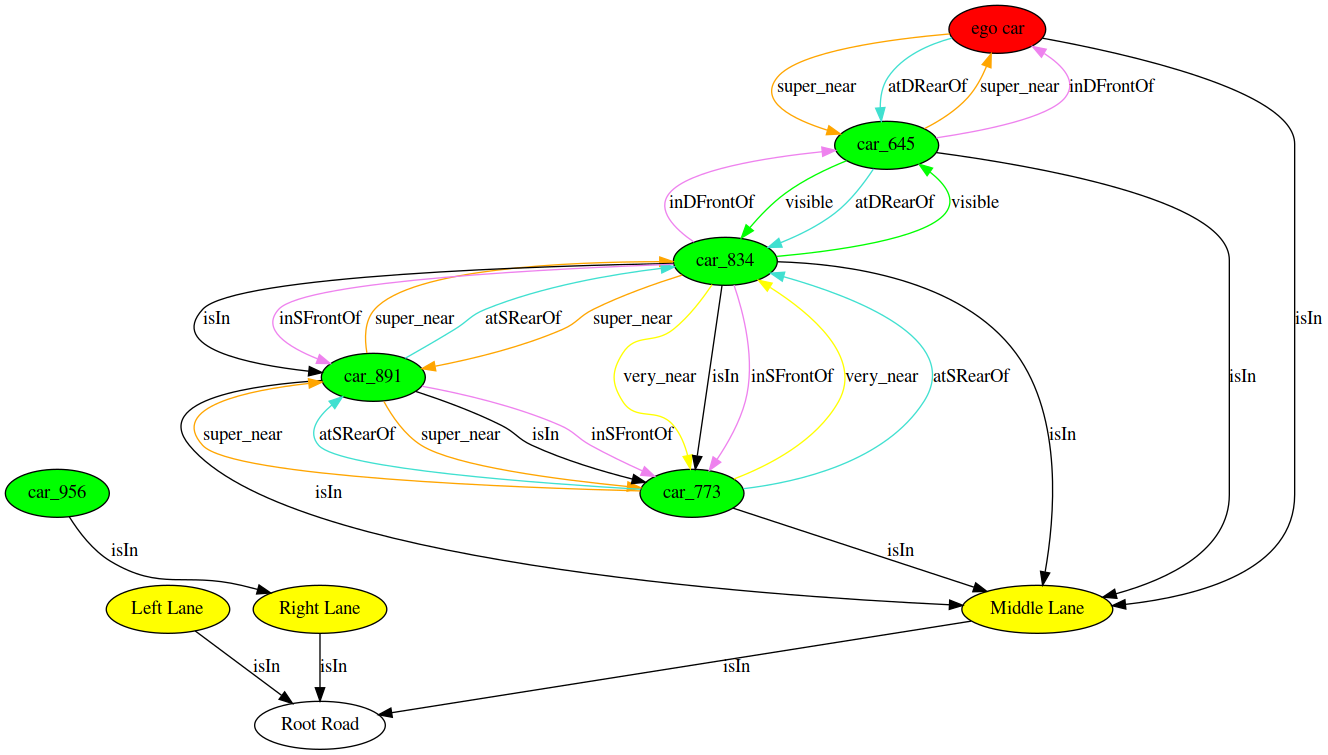 ego car
super_near atDRearOf super_near inDFrontOf
car_645
inDFrontOf visible atDRearOf visible
car_834
isIn inSFrontOf super_near atSRearOf super_near isIn
car_891 very_near isIn inSFrontOf very_near atSRearOf isIn
super_near atSRearOf super_near isIn inSFrontOf isIn
car_956 isIn car_773
isIn isIn
Left Lane Right Lane Middle Lane
isIn isIn isIn
Root Road